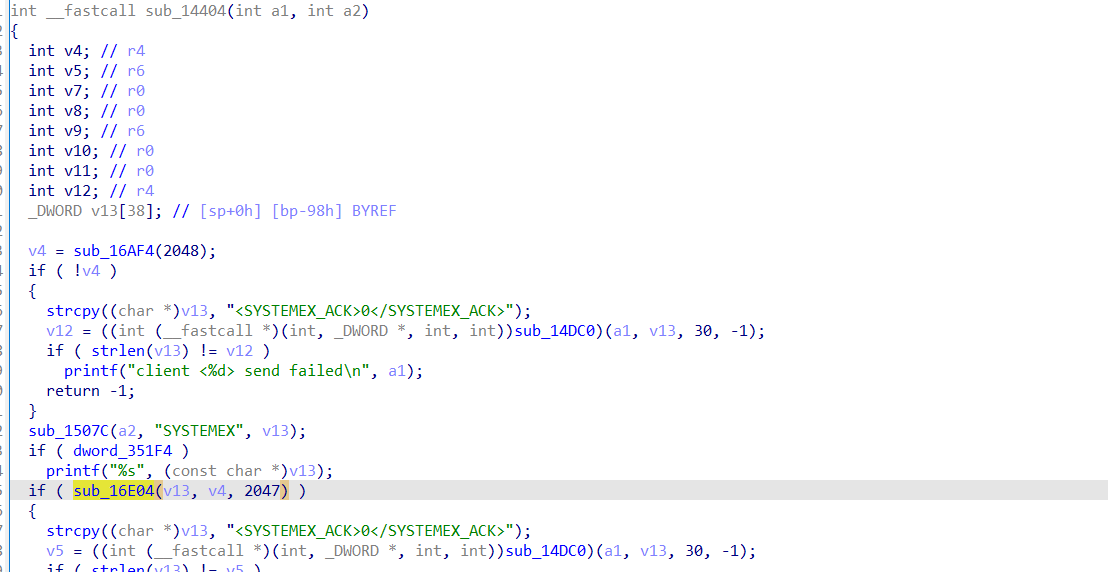 int __fastcall sub_14404(int a1, int a2)
{
  int v4; // r4
  int v5; // r6
  int v7; // r0
  int v8; // r0
  int v9; // r6
  int v10; // r0
  int v11; // r0
  int v12; // r4
  _DWORD v13[38]; // [sp+0h] [bp-98h] BYREF

  v4 = sub_16AF4(2048);
  if ( !v4 )
  {
    strcpy((char *)v13, "<SYSTEMEX_ACK>0</SYSTEMEX_ACK>");
    v12 = ((int (__fastcall *)(int, _DWORD *, int, int))sub_14DC0)(a1, v13, 30, -1);
    if ( strlen(v13) != v12 )
      printf("client <%d> send failed\n", a1);
    return -1;
  }
  sub_1507C(a2, "SYSTEMEX", v13);
  if ( dword_351F4 )
    printf("%s", (const char *)v13);
  if ( sub_16E04(v13, v4, 2047) )
  {
    strcpy((char *)v13, "<SYSTEMEX_ACK>0</SYSTEMEX_ACK>");
    v5 = ((int (__fastcall *)(int, _DWORD *, int, int))sub_14DC0)(a1, v13, 30, -1);
    if ( strlen(v13) != v5 )